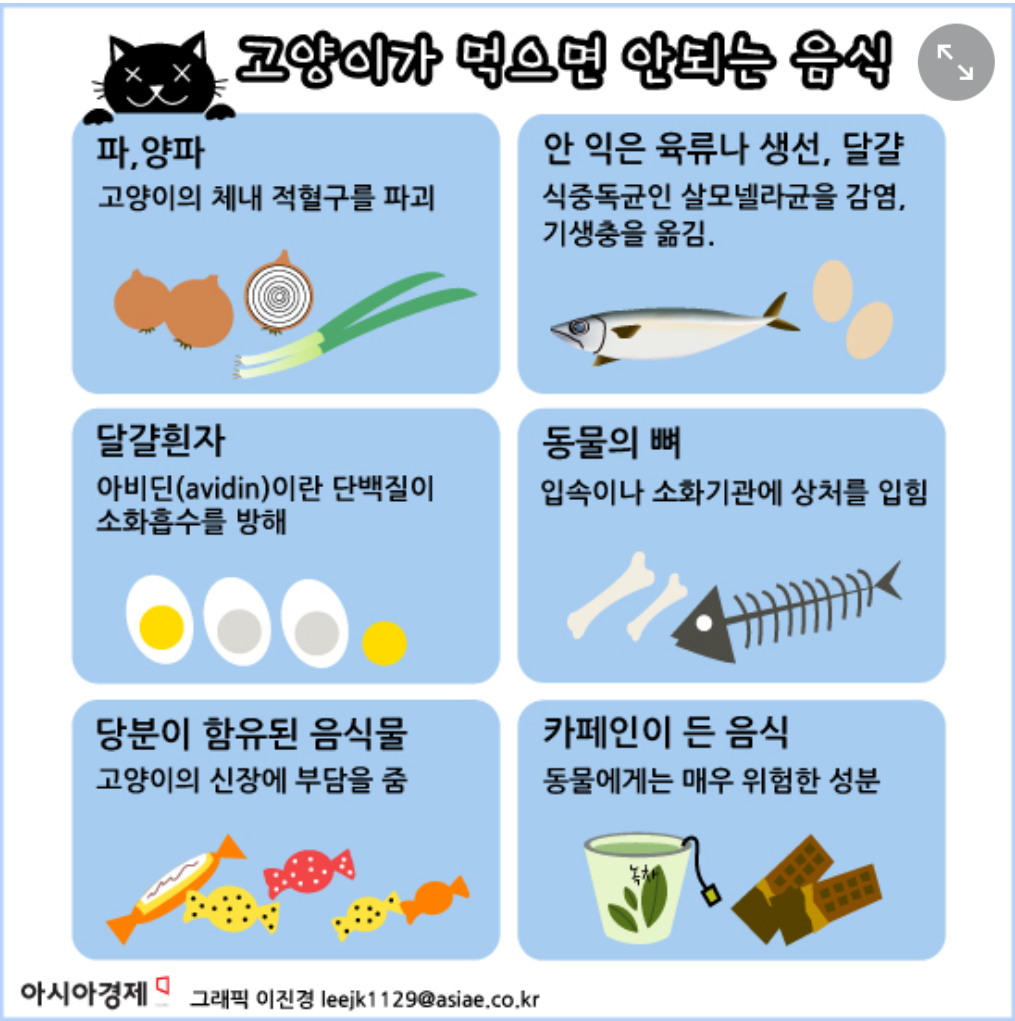 고양이가 먹으면 안되는 음식
파,양파
고양이의 체내 적혈구를 파괴
안 익은 육류나 생선, 달걀
식중독균인 살모넬라균을 감염,
기생충을 옮김.
달걀흰자
아비딘(avidin)이란 단백질이
소화흡수를 방해
동물의 뼈
입속이나 소화기관에 상처를 입힘
당분이 함유된 음식물
고양이의 신장에 부담을 줌
카페인이 든 음식
동물에게는 매우 위험한 성분
녹차
아시아경제
그래픽 이진경 leejk1129@asiae.co.kr